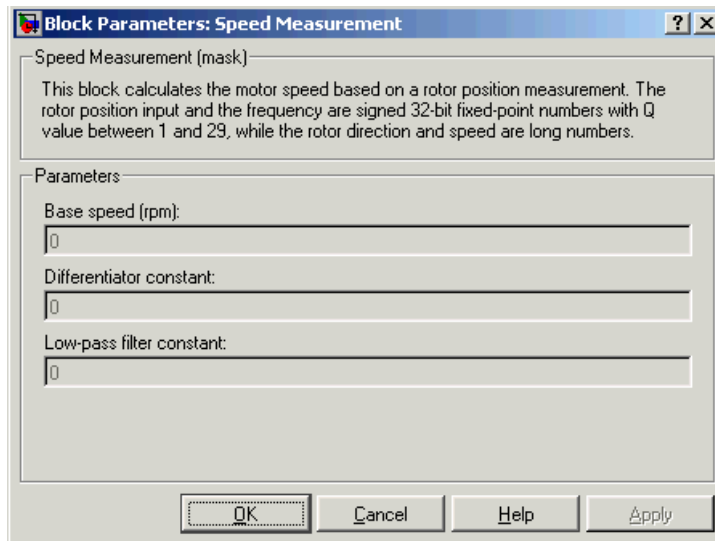 Block Parameters: Speed Measurement
Speed Measurement (mask)
This block calculates the motor speed based on a rotor position measurement. The
rotor position input and the frequency are signed 32-bit fixed-point numbers with Q
value between 1 and 29, while the rotor direction and speed are long numbers.
Parameters
Base speed (rpm):
0
Differentiator constant:
0
Low-pass filter constant:
0
OK Cancel Help Apply